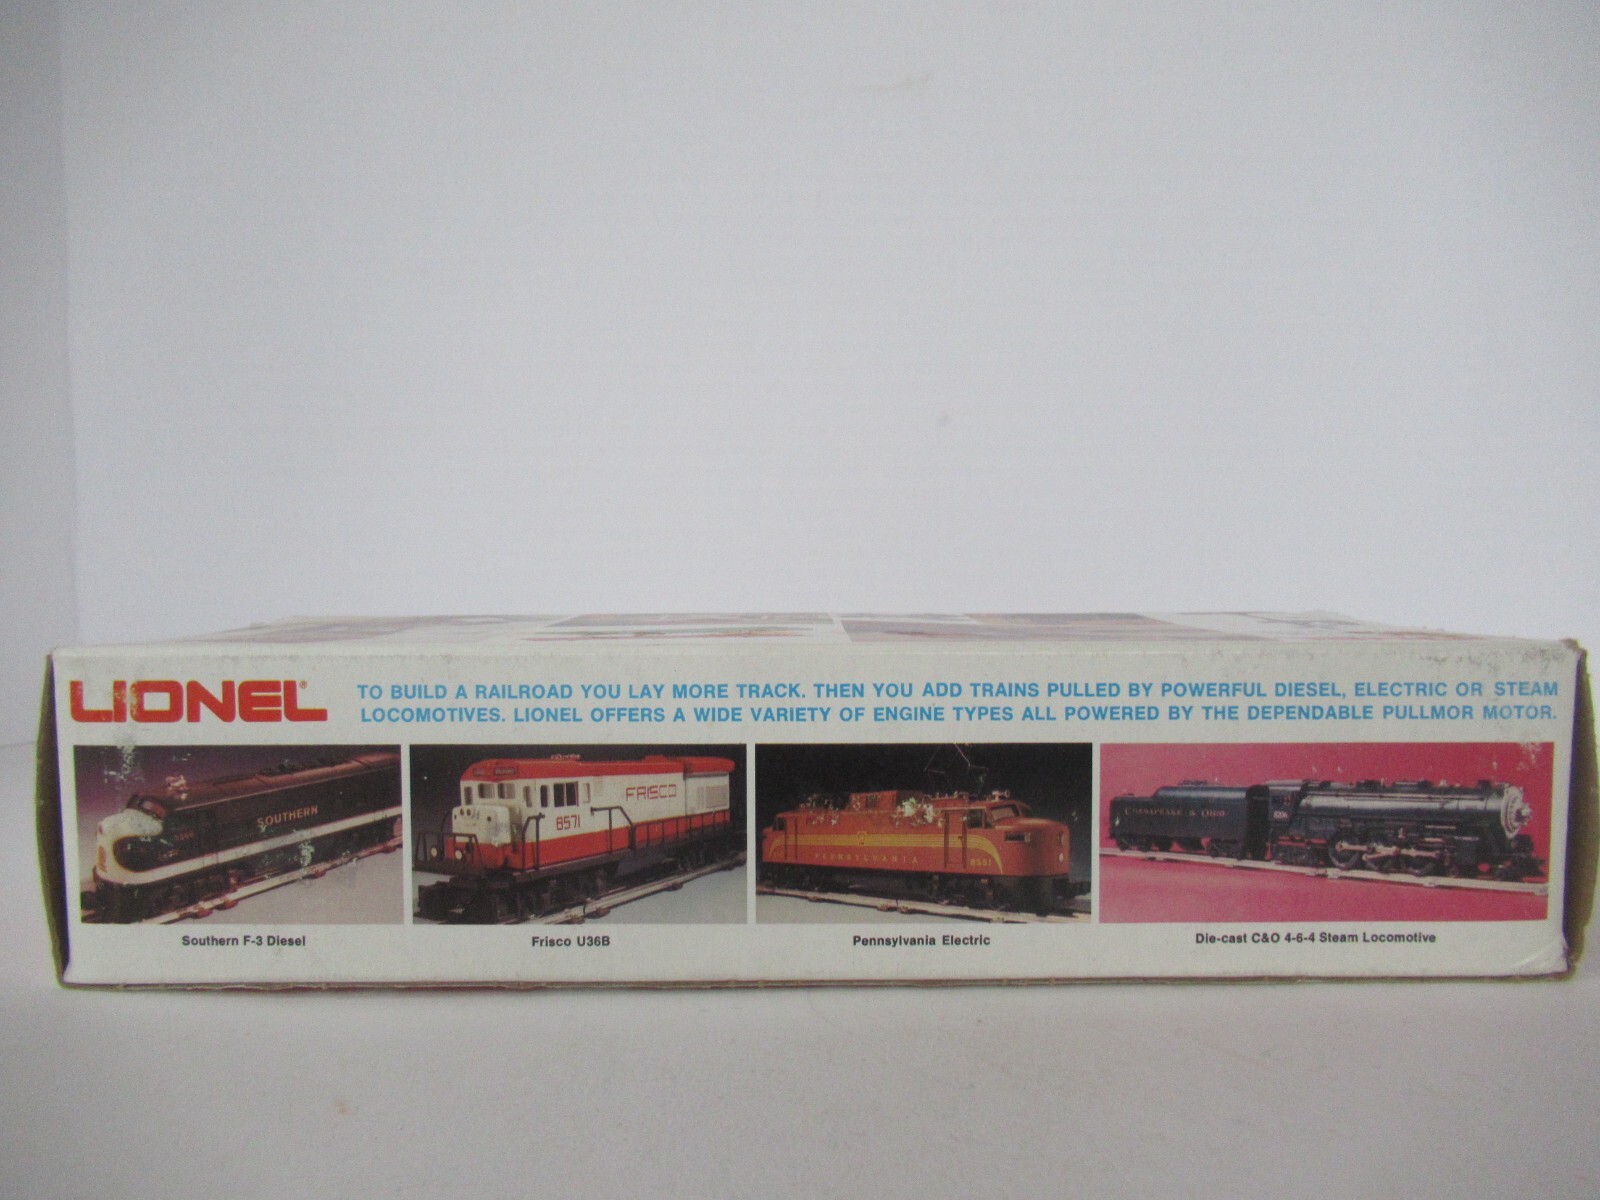 LIONEL®
TO BUILD A RAILROAD YOU LAY MORE TRACK. THEN YOU ADD TRAINS PULLED BY POWERFUL DIESEL, ELECTRIC OR STEAM
LOCOMOTIVES. LIONEL OFFERS A WIDE VARIETY OF ENGINE TYPES ALL POWERED BY THE DEPENDABLE PULLMOR MOTOR.
SOUTHERN
FRISCO
8571
PENNSYLVANIA
8551
CHESAPEAKE & OHIO
Southern F-3 Diesel
Frisco U36B
Pennsylvania Electric
Die-cast C&O 4-6-4 Steam Locomotive